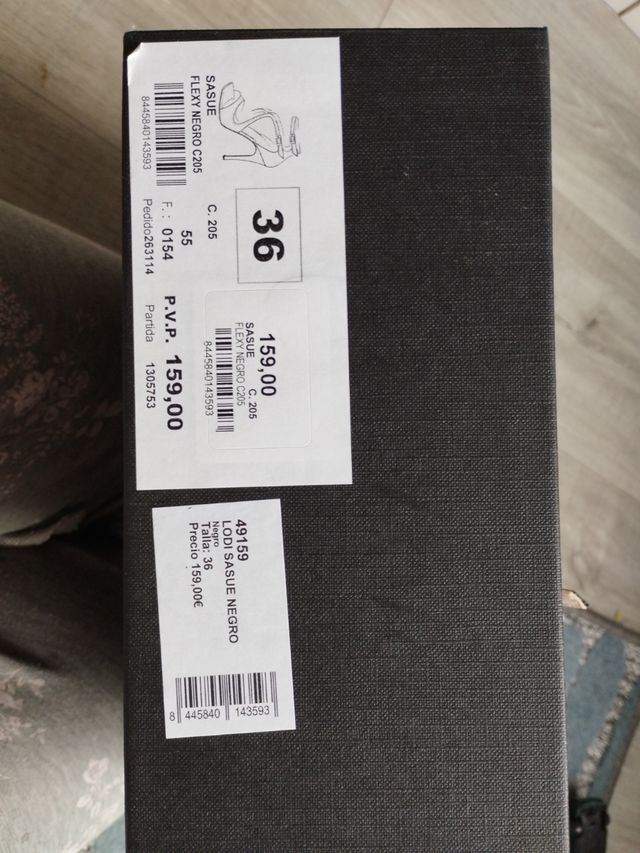 SASUE
FLEXY NEGRO C205
8445840143593
36
C. 205
55
F. : 0154
Pedido263114
P.V.P. 159,00
Partida 1305753
159,00
SASUE C. 205
FLEXY NEGRO C205
8445840143593
49159
LODI SASUE NEGRO
Negro
Talla: 36
Precio 159,00€
8 445840 143593